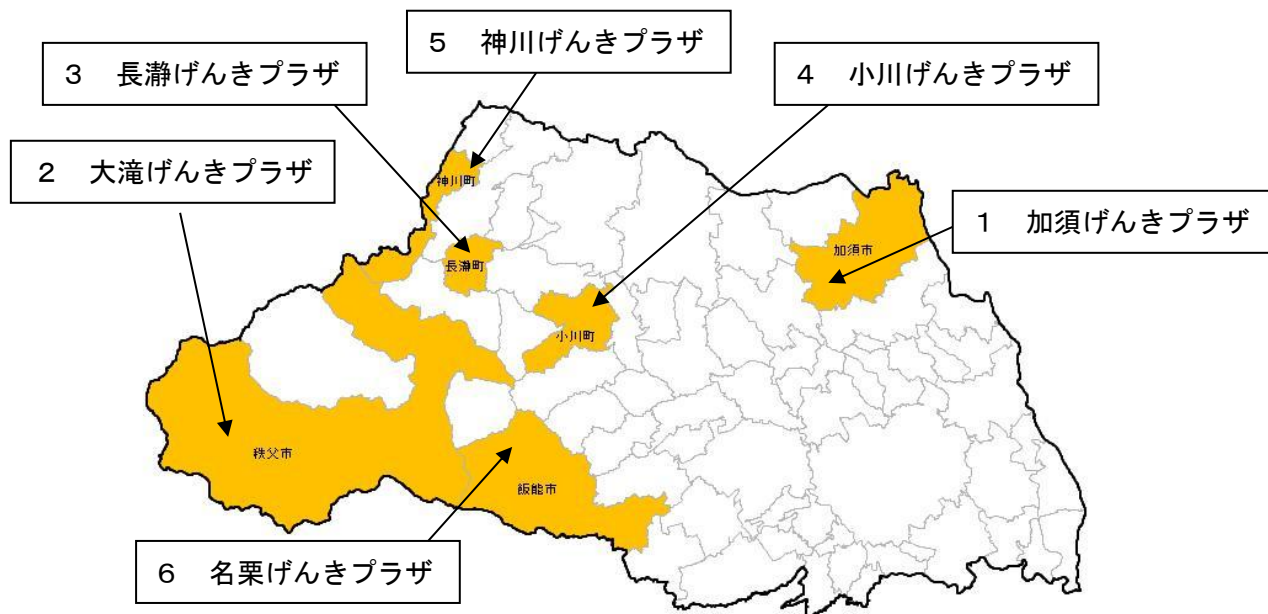 ５　神川げんきプラザ
３　長瀞げんきプラザ
４　小川げんきプラザ
２　大滝げんきプラザ
神川町
１　加須げんきプラザ
加須市
長瀞町
小川町
秩父市
飯能市
６　名栗げんきプラザ